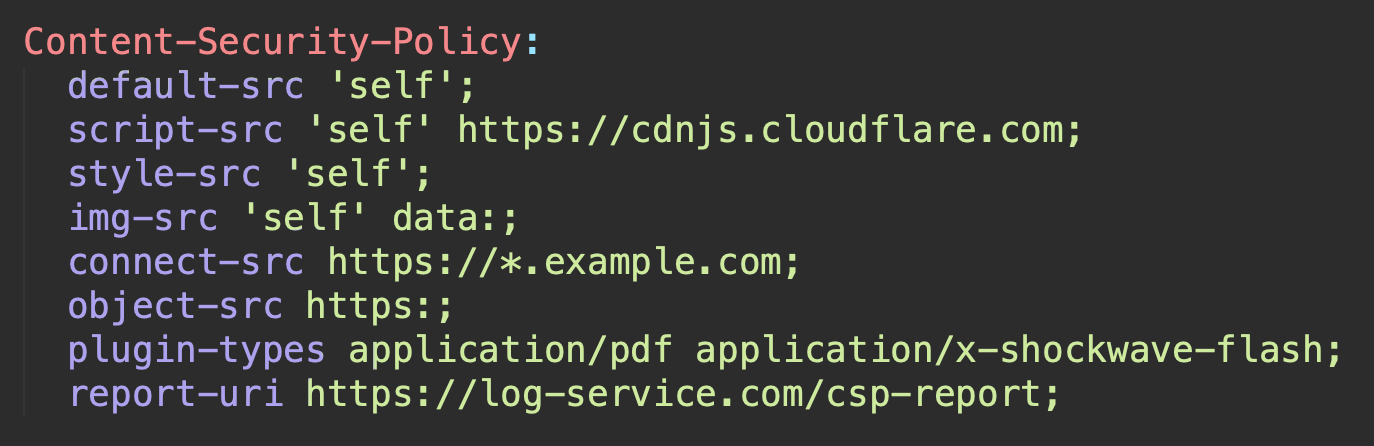 Content-Security-Policy:
default-src 'self';
script-src 'self' https://cdnjs.cloudflare.com;
style-src 'self';
img-src 'self' data:;
connect-src https://*.example.com;
object-src https:;
plugin-types application/pdf application/x-shockwave-flash;
report-uri https://log-service.com/csp-report;